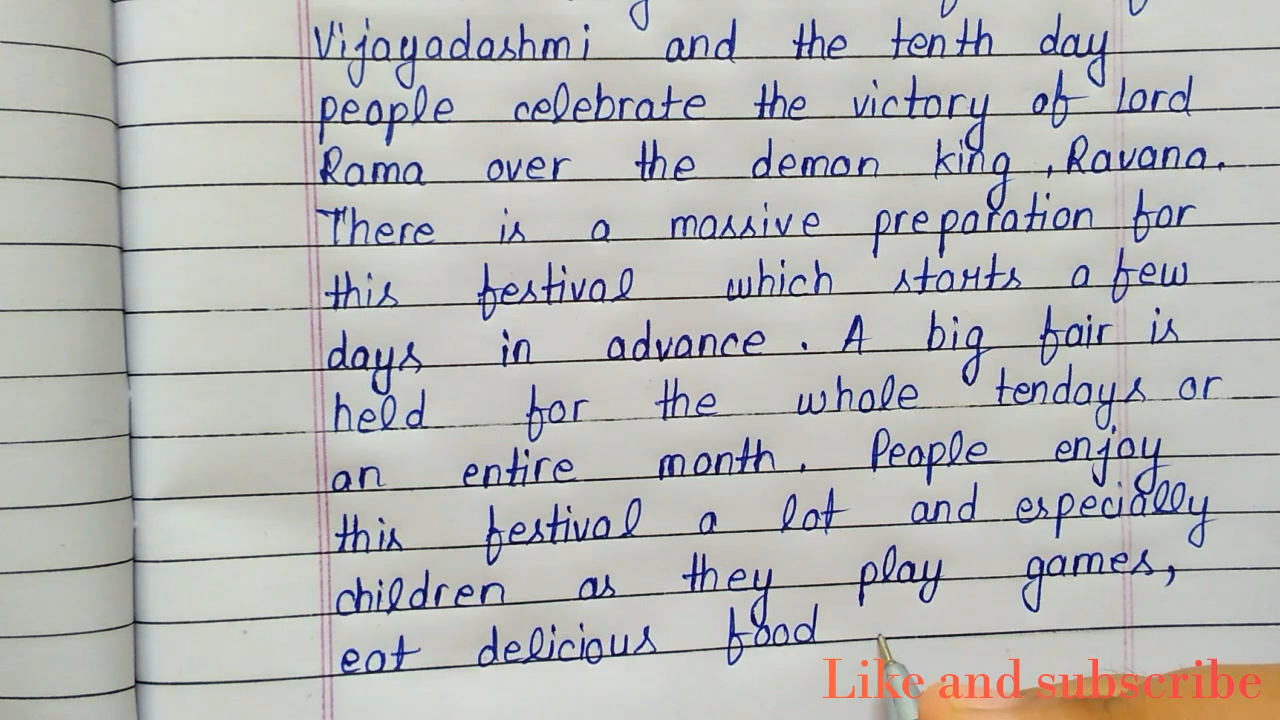 Vijayadashmi and the tenth day
people celebrate the victory of lord
Rama over the demon king , Ravana.
There is a massive preparation for
this festival which starts a few
days in advance . A big fair is
held for the whole tendays or
an entire month . People enjoy
this festival a lot and especially
children as they play games,
eat delicious food
Like and subscribe